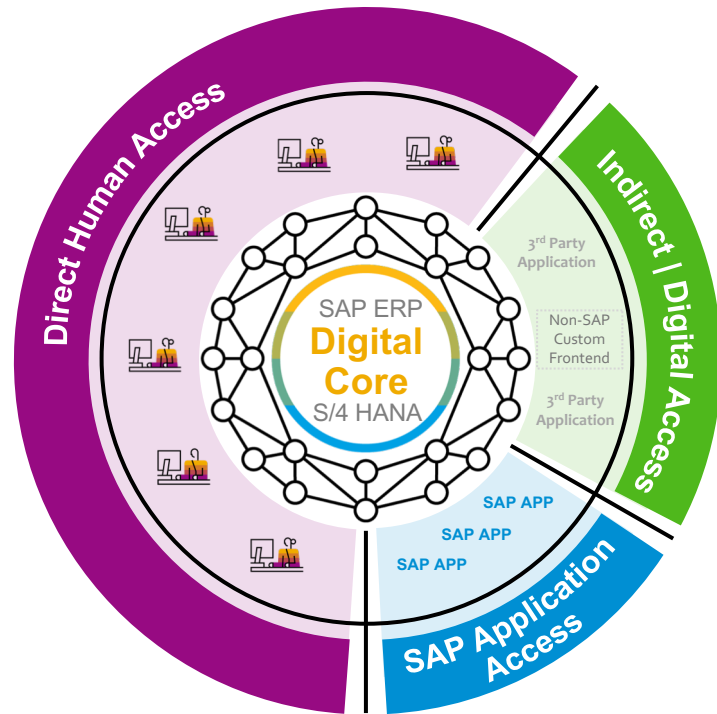 Direct Human Access
Indirect | Digital Access
3rd Party
Application
Non-SAP
Custom
Frontend
3rd Party
Application
SAP ERP
Digital
Core
S/4 HANA
SAP APP
SAP APP
SAP APP
SAP Application
Access